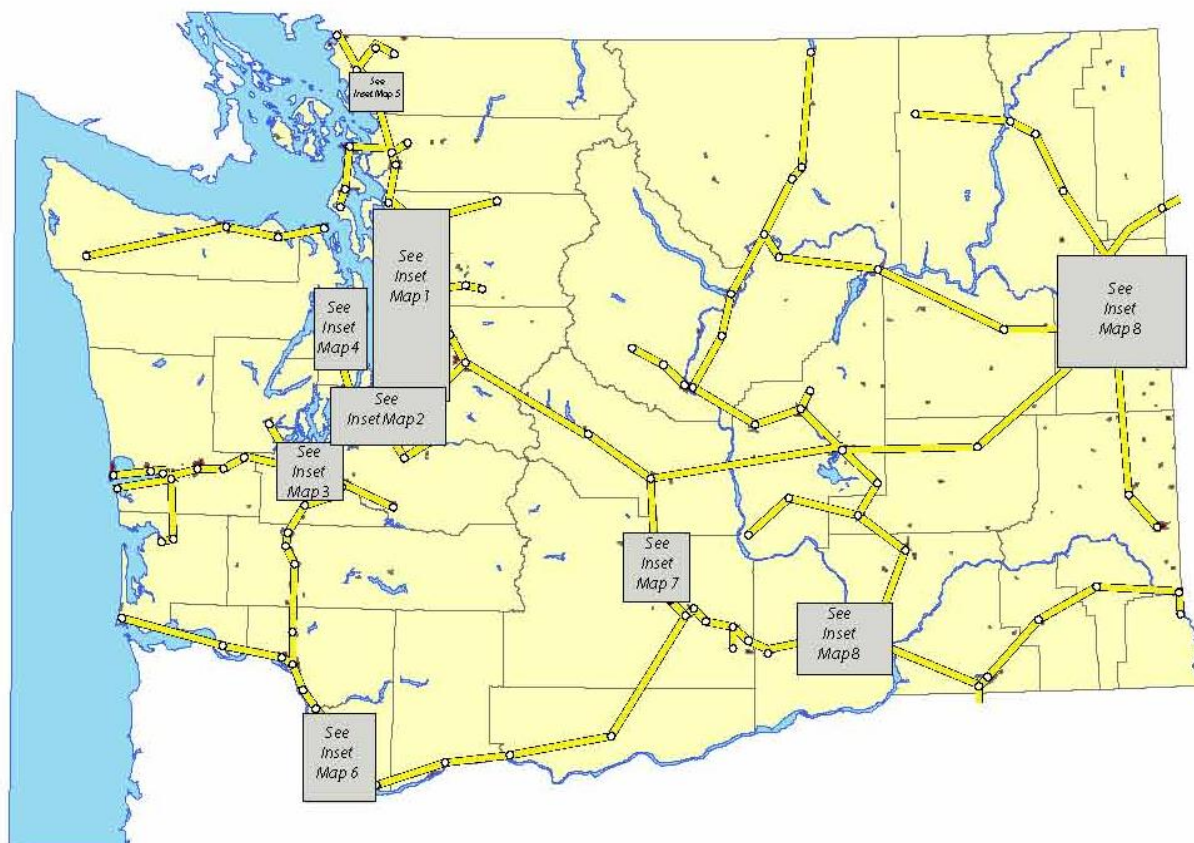 See
Inset Map 5
See
Inset
Map 1
See
Inset
Map 4
See
Inset Map 2
See
Inset
Map 3
See
Inset
Map 8
See
Inset
Map 7
See
Inset
Map 8
See
Inset
Map 6